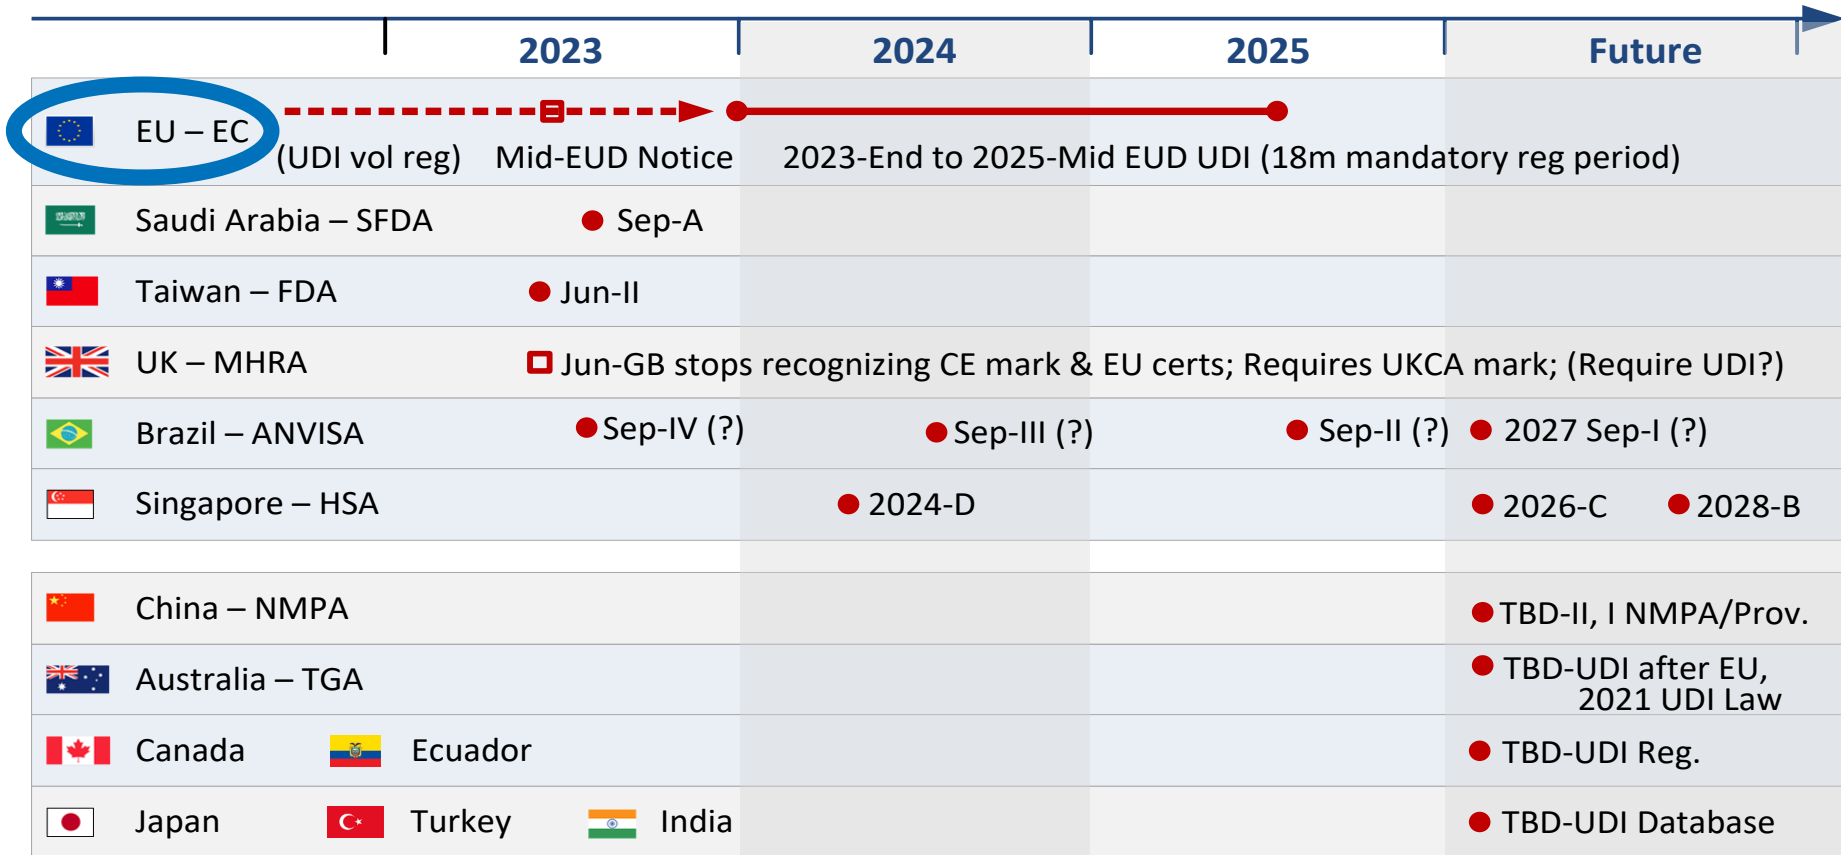 2023 2024 2025 Future
EU – EC
(UDI vol reg) Mid-EUD Notice 2023-End to 2025-Mid EUD UDI (18m mandatory reg period)
Saudi Arabia – SFDA Sep-A
Taiwan – FDA Jun-II
UK – MHRA Jun-GB stops recognizing CE mark & EU certs; Requires UKCA mark; (Require UDI?)
Brazil – ANVISA Sep-IV (?) Sep-III (?) Sep-II (?) 2027 Sep-I (?)
Singapore – HSA 2024-D 2026-C 2028-B
China – NMPA TBD-II, I NMPA/Prov.
Australia – TGA TBD-UDI after EU,
2021 UDI Law
Canada Ecuador TBD-UDI Reg.
Japan Turkey India TBD-UDI Database